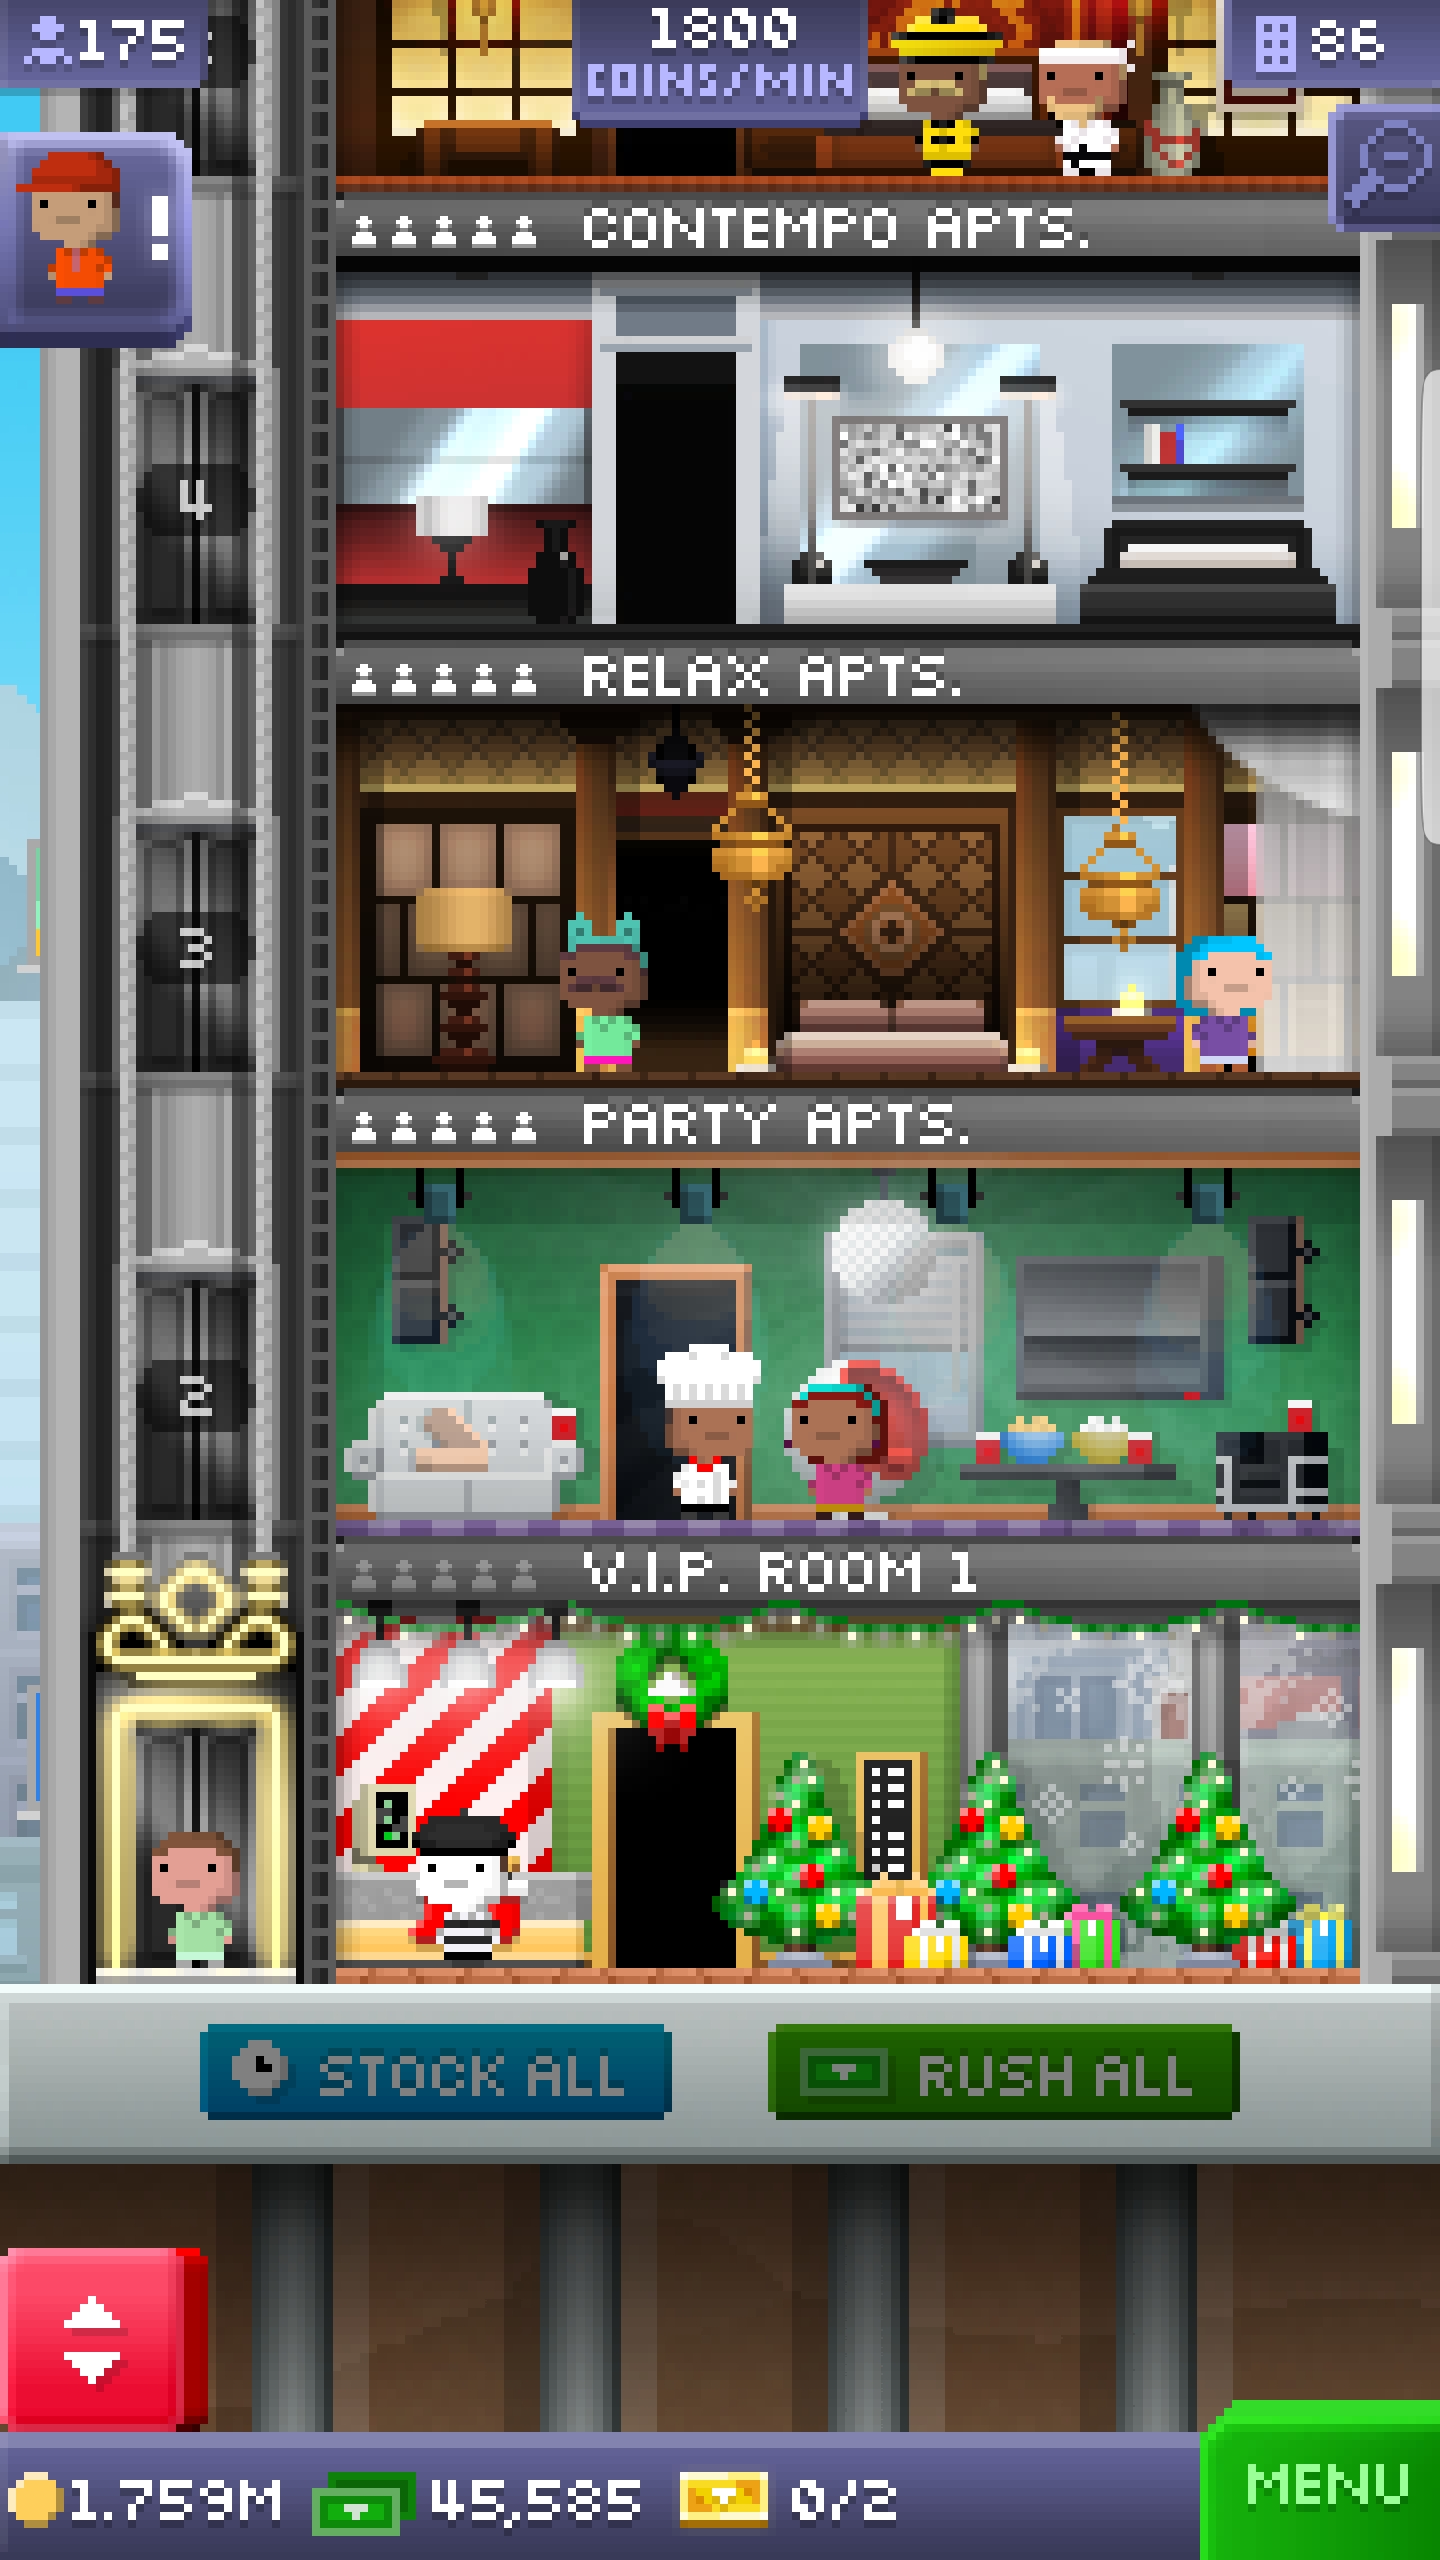 175
1800
COINS/MIN
86
!
CONTEMPO APTS.
4
RELAX APTS.
3
PARTY APTS.
2
V.I.P. ROOM 1
STOCK ALL
RUSH ALL
1.759M
45,585
0/2
MENU